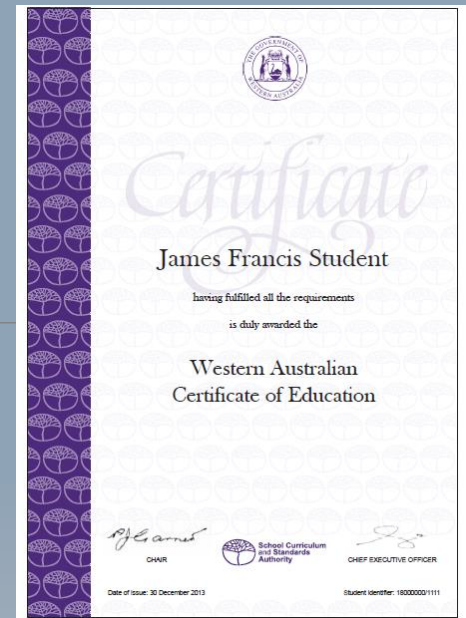 THE GOVERNMENT OF
WESTERN AUSTRALIA
Certificate
James Francis Student
having fulfilled all the requirements
is duly awarded the
Western Australian
Certificate of Education
CHAIR
School Curriculum
and Standards
Authority
CHIEF EXECUTIVE OFFICER
Date of issue: 30 December 2013
Student identifier: 18000000/1111